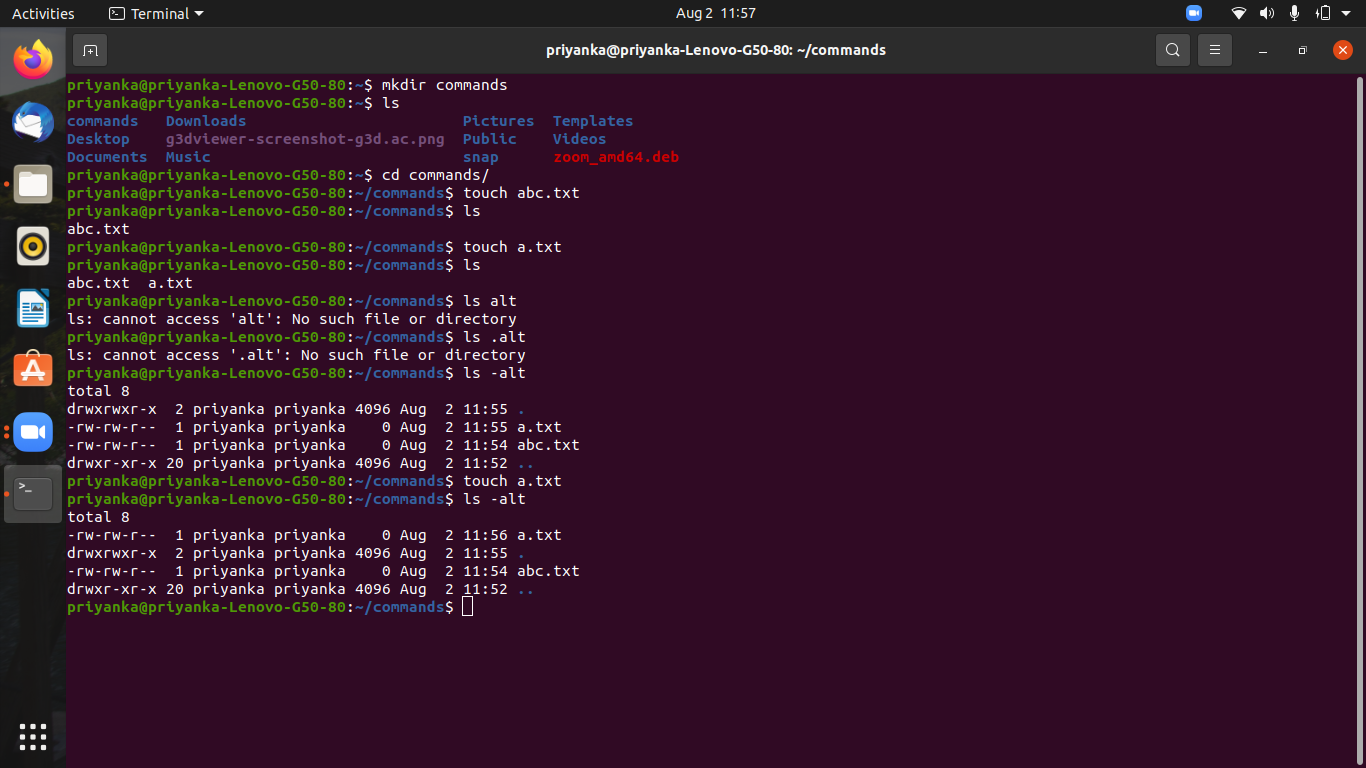 Activities Terminal Aug 2 11:57
priyanka@priyanka-Lenovo-G50-80: ~/commands
priyanka@priyanka-Lenovo-G50-80:~$ mkdir commands
priyanka@priyanka-Lenovo-G50-80:~$ ls
commands   Downloads                        Pictures  Templates
Desktop    g3dviewer-screenshot-g3d.ac.png  Public    Videos
Documents  Music                            snap      zoom_amd64.deb
priyanka@priyanka-Lenovo-G50-80:~$ cd commands/
priyanka@priyanka-Lenovo-G50-80:~/commands$ touch abc.txt
priyanka@priyanka-Lenovo-G50-80:~/commands$ ls
abc.txt
priyanka@priyanka-Lenovo-G50-80:~/commands$ touch a.txt
priyanka@priyanka-Lenovo-G50-80:~/commands$ ls
abc.txt  a.txt
priyanka@priyanka-Lenovo-G50-80:~/commands$ ls alt
ls: cannot access 'alt': No such file or directory
priyanka@priyanka-Lenovo-G50-80:~/commands$ ls .alt
ls: cannot access '.alt': No such file or directory
priyanka@priyanka-Lenovo-G50-80:~/commands$ ls -alt
total 8
drwxrwxr-x  2 priyanka priyanka 4096 Aug  2 11:55 .
-rw-rw-r--  1 priyanka priyanka    0 Aug  2 11:55 a.txt
-rw-rw-r--  1 priyanka priyanka    0 Aug  2 11:54 abc.txt
drwxr-xr-x 20 priyanka priyanka 4096 Aug  2 11:52 ..
priyanka@priyanka-Lenovo-G50-80:~/commands$ touch a.txt
priyanka@priyanka-Lenovo-G50-80:~/commands$ ls -alt
total 8
-rw-rw-r--  1 priyanka priyanka    0 Aug  2 11:56 a.txt
drwxrwxr-x  2 priyanka priyanka 4096 Aug  2 11:55 .
-rw-rw-r--  1 priyanka priyanka    0 Aug  2 11:54 abc.txt
drwxr-xr-x 20 priyanka priyanka 4096 Aug  2 11:52 ..
priyanka@priyanka-Lenovo-G50-80:~/commands$